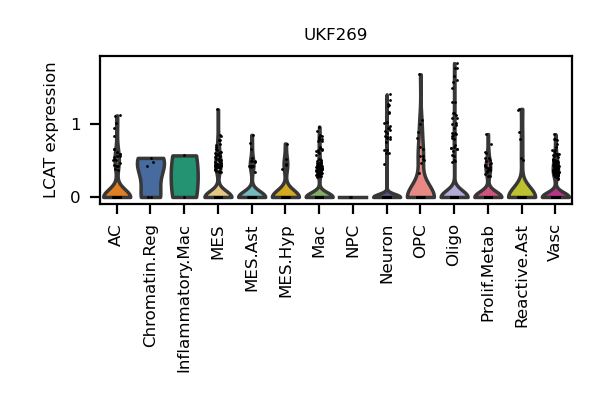 UKF269
LCAT expression
1
0
AC
Chromatin.Reg
Inflammatory.Mac
MES
MES.Ast
MES.Hyp
Mac
NPC
Neuron
OPC
Oligo
Prolif.Metab
Reactive.Ast
Vasc